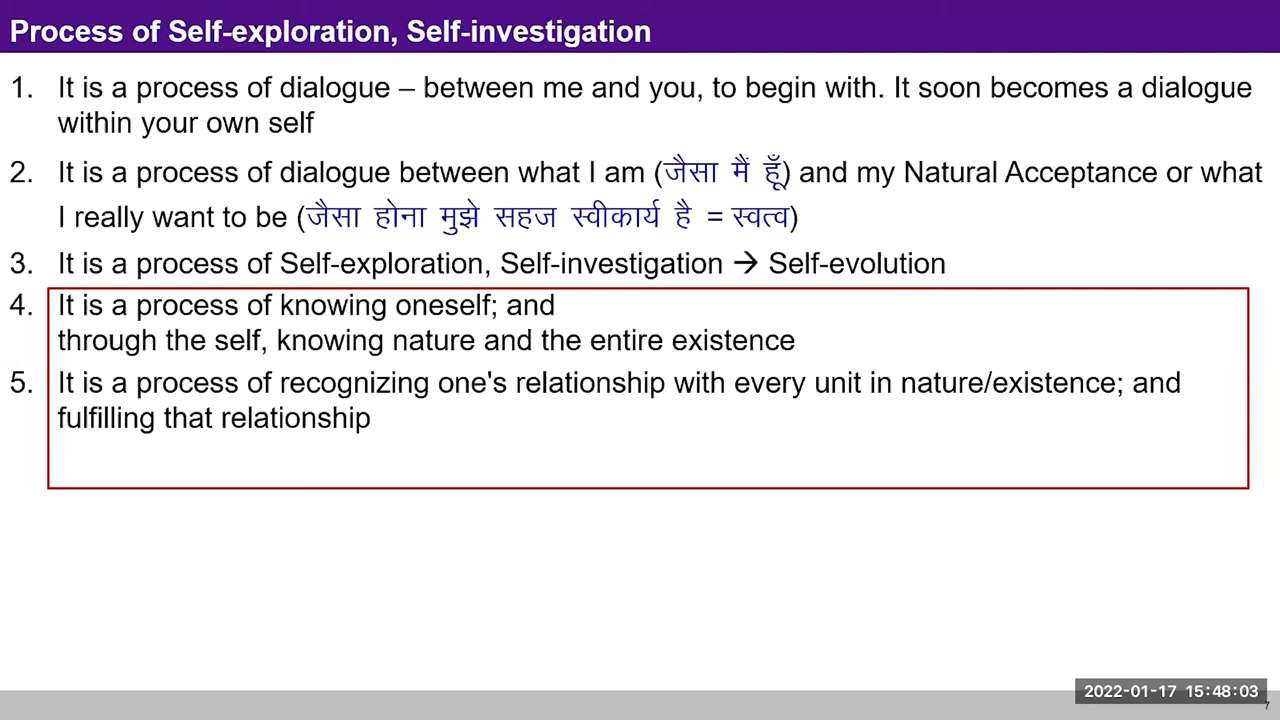 Process of Self-exploration, Self-investigation
1. It is a process of dialogue – between me and you, to begin with. It soon becomes a dialogue
within your own self
2. It is a process of dialogue between what I am (जैसा मैं हूँ) and my Natural Acceptance or what
I really want to be (जैसा होना मुझे सहज स्वीकार्य है = स्वत्व)
3. It is a process of Self-exploration, Self-investigation → Self-evolution
4. It is a process of knowing oneself; and
through the self, knowing nature and the entire existence
5. It is a process of recognizing one's relationship with every unit in nature/existence; and
fulfilling that relationship
2022-01-17 15:48:03
7